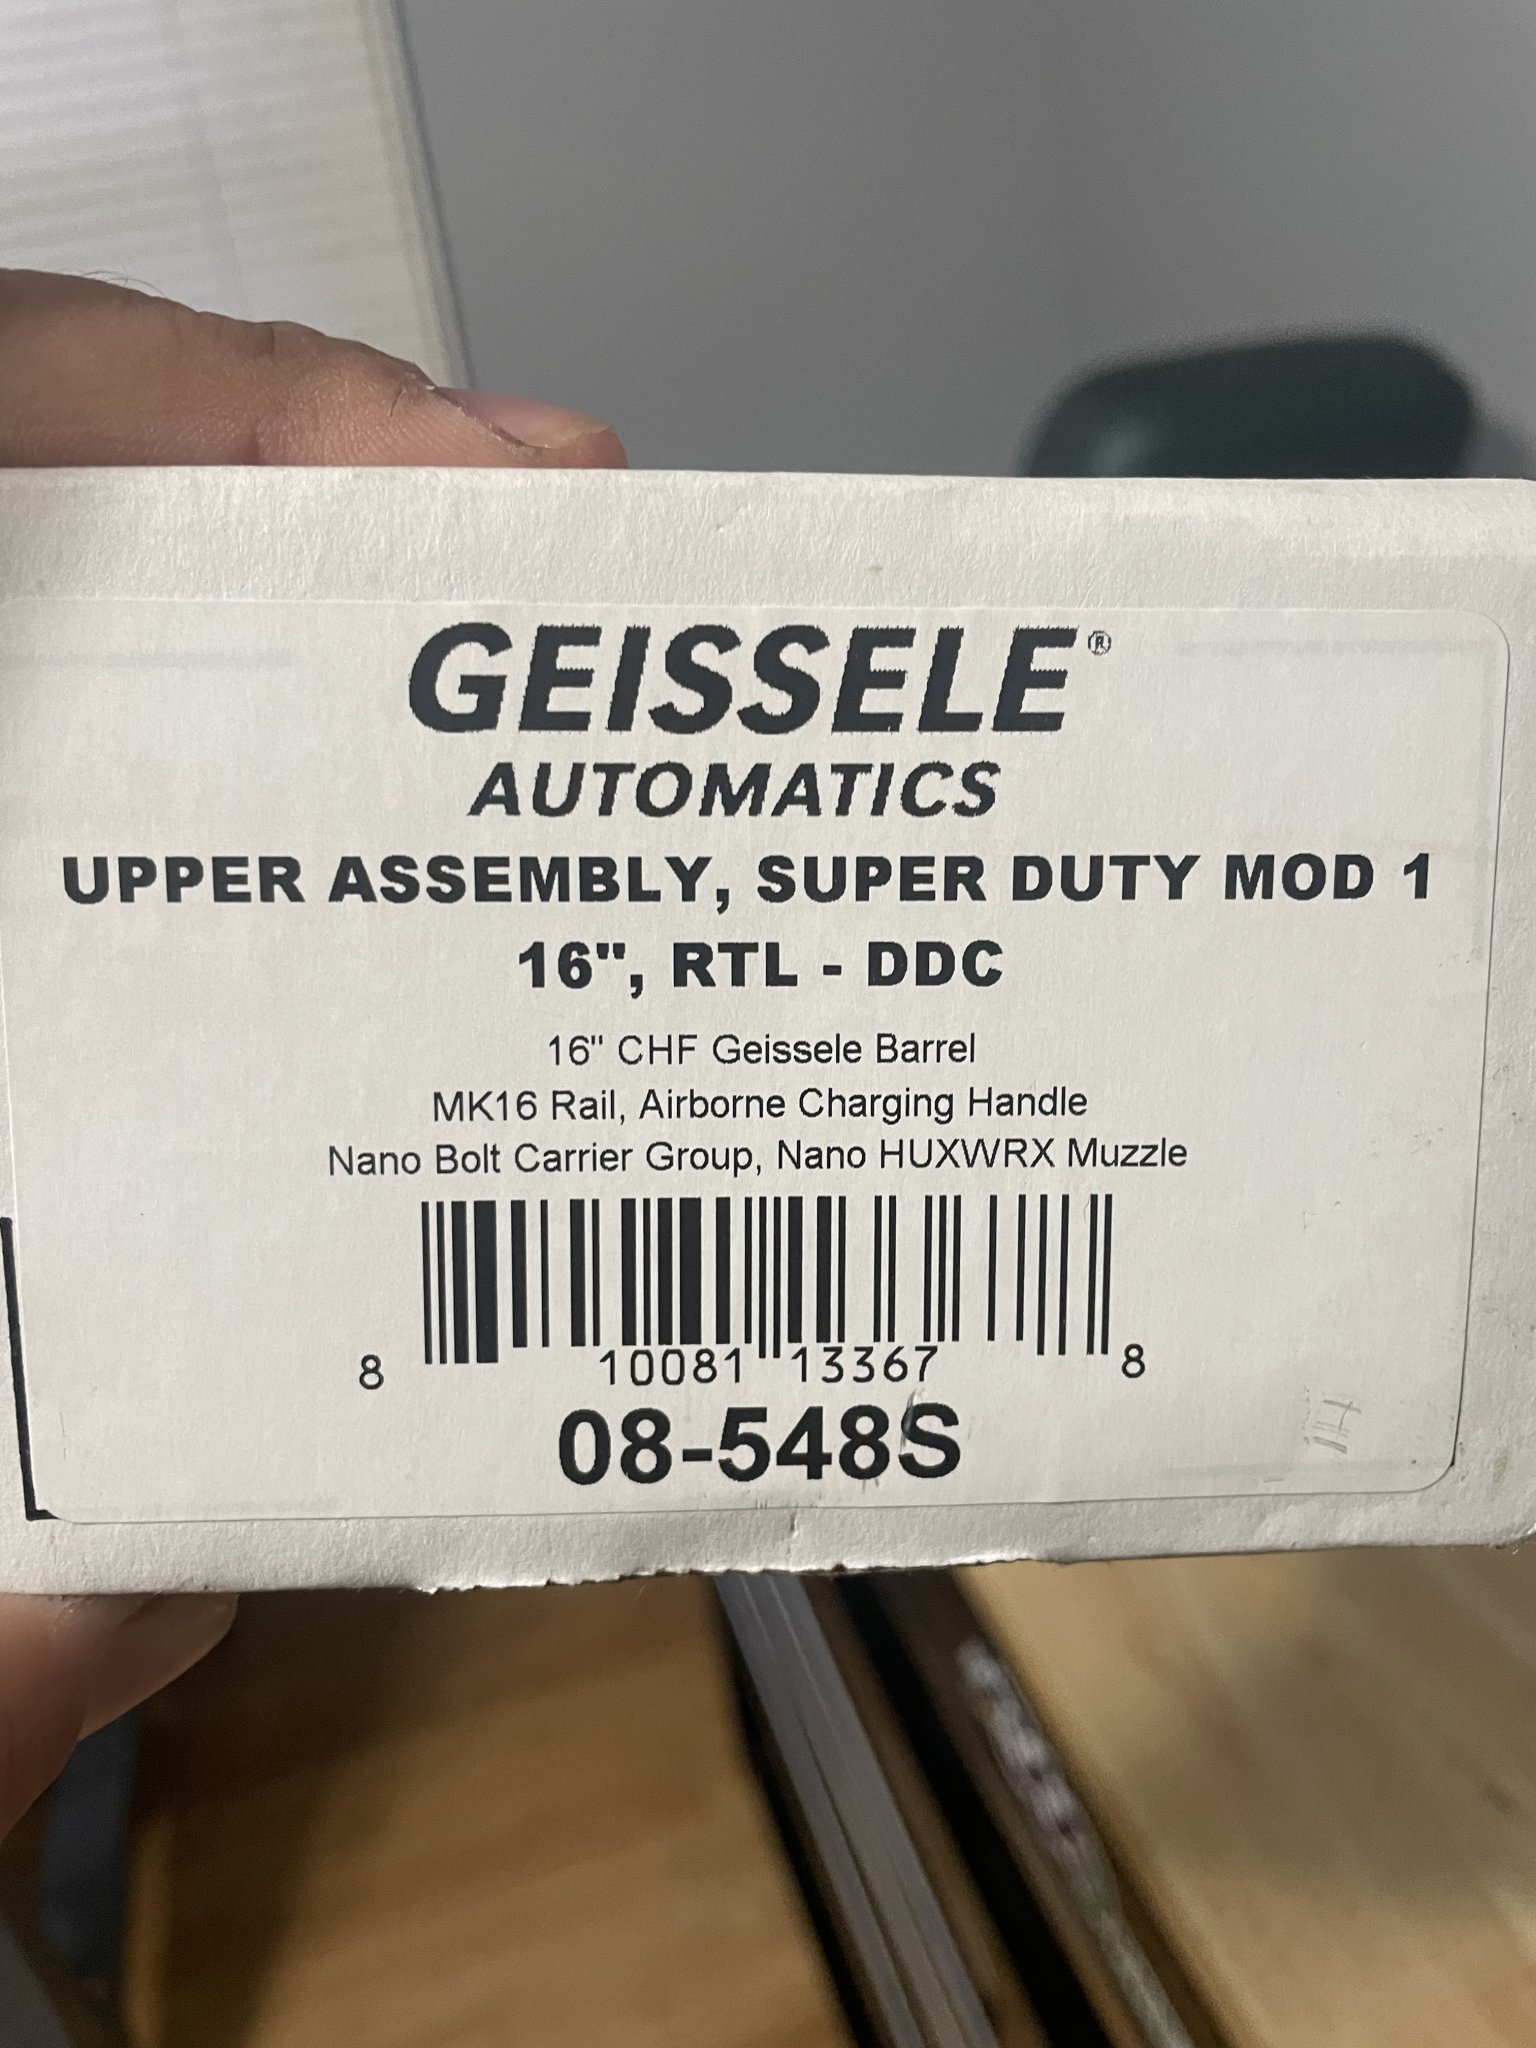 GEISSELE®
AUTOMATICS
UPPER ASSEMBLY, SUPER DUTY MOD 1
16", RTL - DDC
16" CHF Geissele Barrel
MK16 Rail, Airborne Charging Handle
Nano Bolt Carrier Group, Nano HUXWRX Muzzle
8 10081 13367 8
08-548S